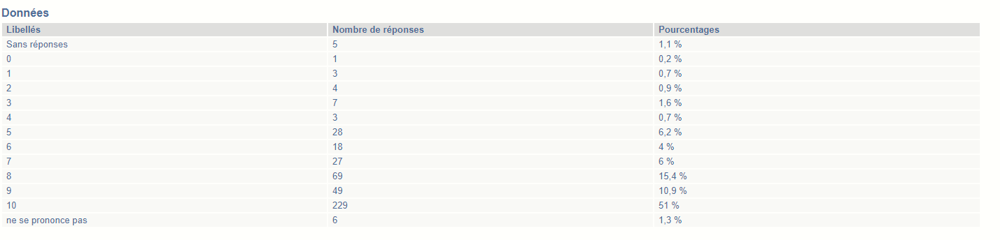 Données
Libellés Nombre de réponses Pourcentages
Sans réponses 5 1,1 %
0 1 0,2 %
1 3 0,7 %
2 4 0,9 %
3 7 1,6 %
4 3 0,7 %
5 28 6,2 %
6 18 4 %
7 27 6 %
8 69 15,4 %
9 49 10,9 %
10 229 51 %
ne se prononce pas 6 1,3 %